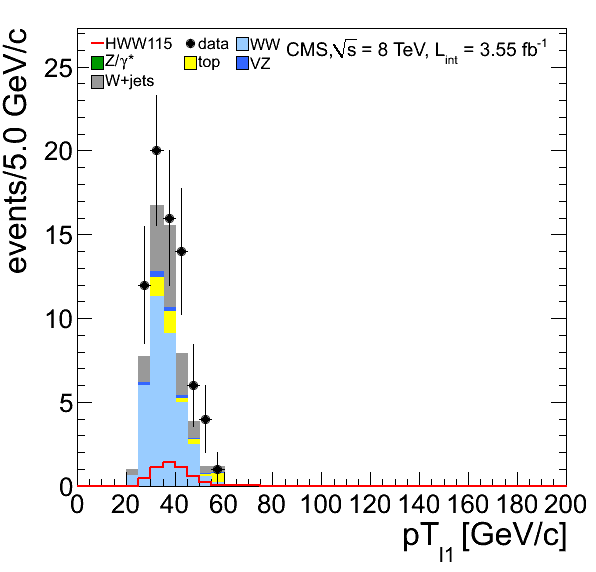 HWW115 data WW CMS,√s = 8 TeV, L_int = 3.55 fb⁻¹
Z/γ* top VZ
W+jets
events/5.0 GeV/c
25
20
15
10
5
0
0 20 40 60 80 100 120 140 160 180 200
pT_l1 [GeV/c]